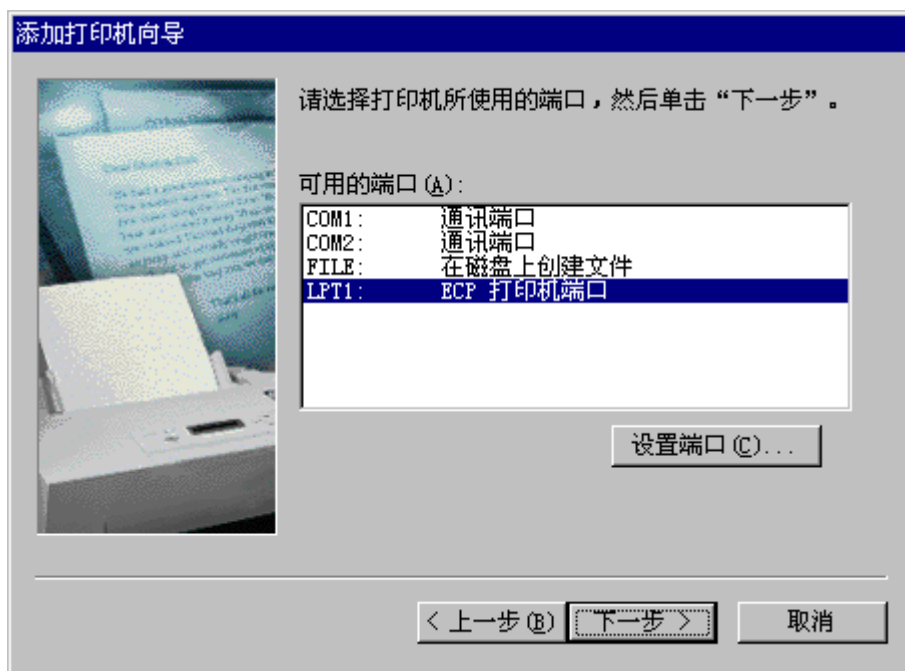 添加打印机向导
请选择打印机所使用的端口，然后单击“下一步”。
可用的端口(A):
COM1: 通讯端口
COM2: 通讯端口
FILE: 在磁盘上创建文件
LPT1: ECP 打印机端口
设置端口(C)...
< 上一步(B) 下一步 > 取消